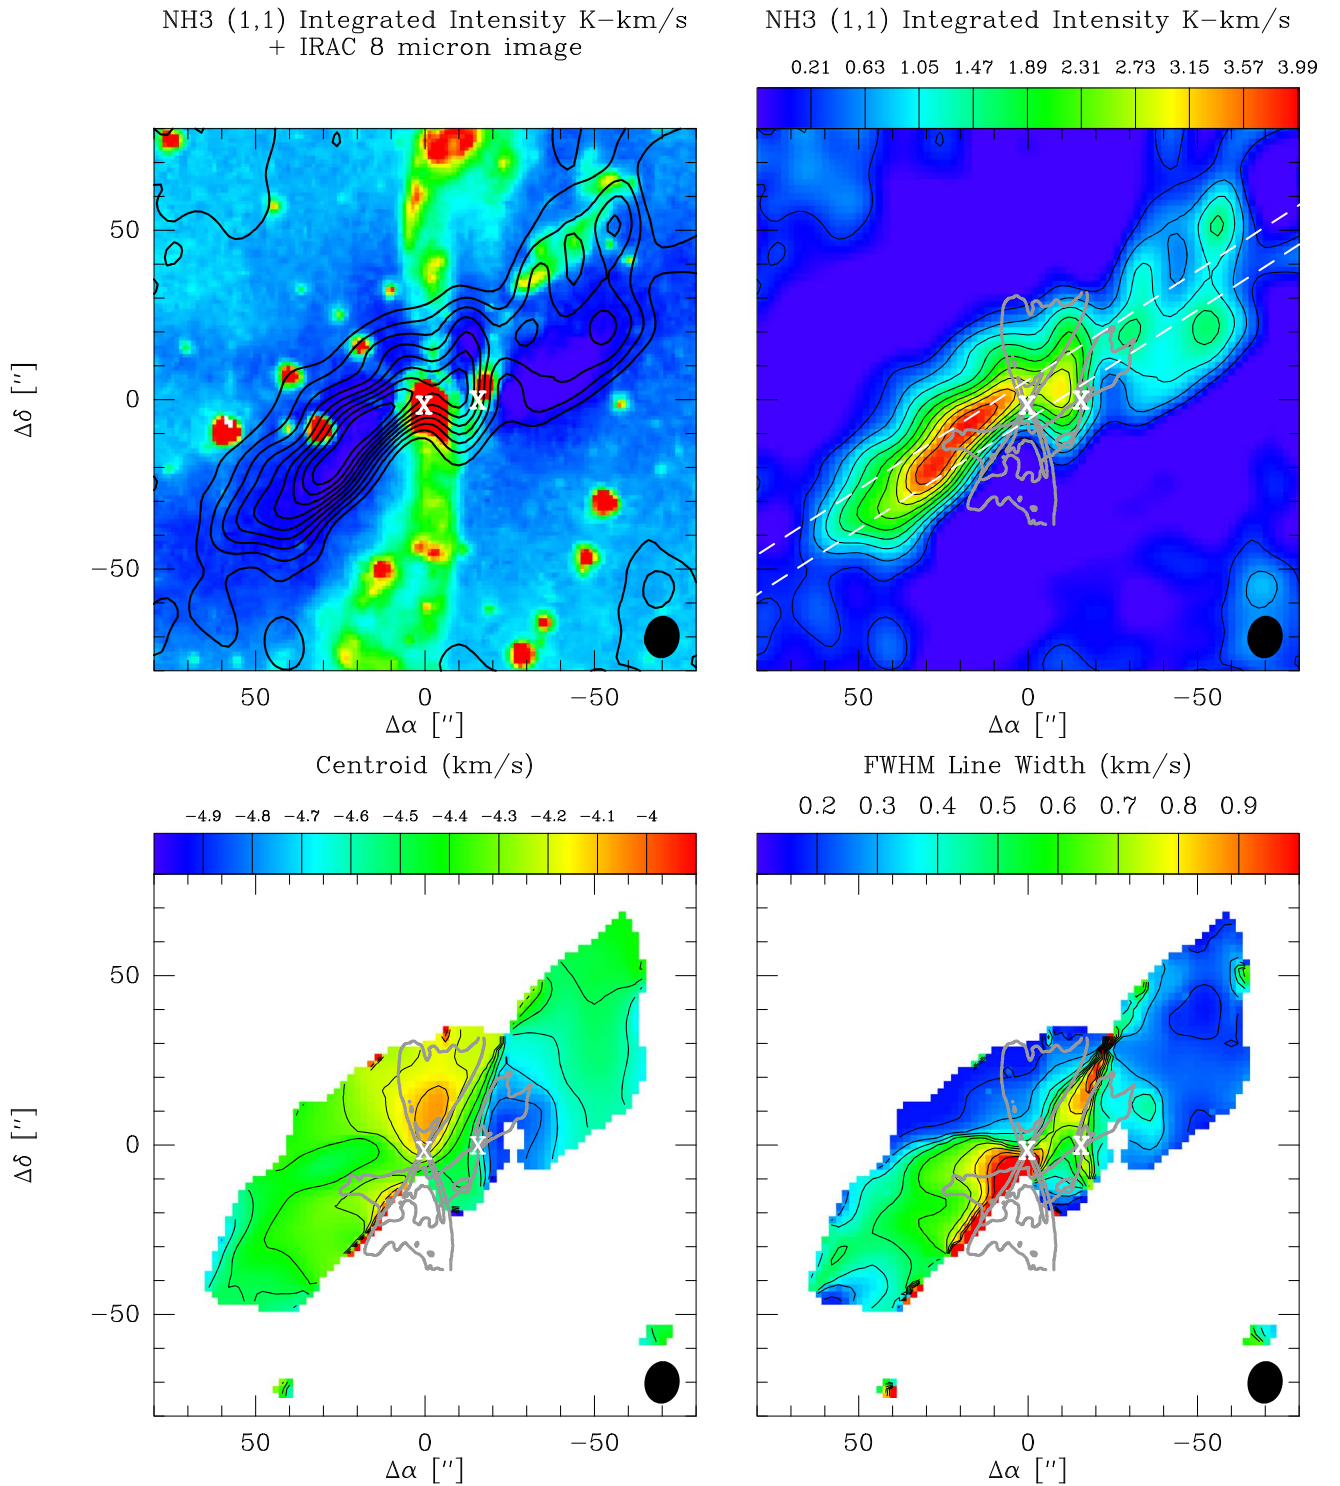 NH3 (1,1) Integrated Intensity K−km/s
+ IRAC 8 micron image
NH3 (1,1) Integrated Intensity K−km/s
0.21 0.63 1.05 1.47 1.89 2.31 2.73 3.15 3.57 3.99
Δδ ["]
50
0
−50
X X
X X
50 0 −50
Δα ["]
50 0 −50
Δα ["]
Centroid (km/s)
−4.9 −4.8 −4.7 −4.6 −4.5 −4.4 −4.3 −4.2 −4.1 −4
FWHM Line Width (km/s)
0.2 0.3 0.4 0.5 0.6 0.7 0.8 0.9
Δδ ["]
50
0
−50
X X
X X
50 0 −50
Δα ["]
50 0 −50
Δα ["]